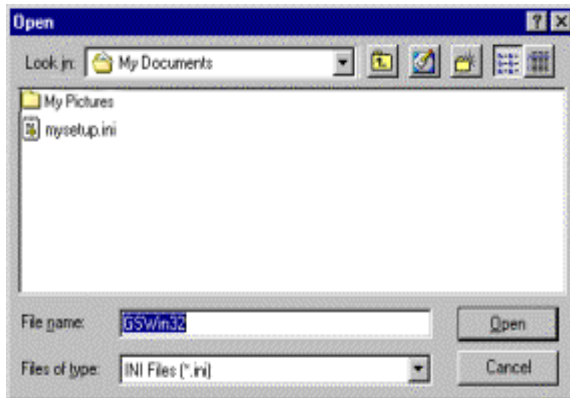 Open
Look in: My Documents
My Pictures
mysetup.ini
File name: GSWin32 Open
Files of type: INI Files (*.ini) Cancel